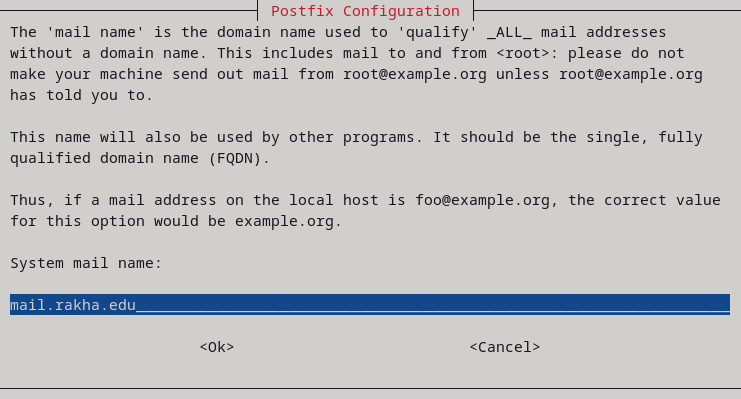 Postfix Configuration
The 'mail name' is the domain name used to 'qualify' _ALL_ mail addresses
without a domain name. This includes mail to and from <root>: please do not
make your machine send out mail from root@example.org unless root@example.org
has told you to.
This name will also be used by other programs. It should be the single, fully
qualified domain name (FQDN).
Thus, if a mail address on the local host is foo@example.org, the correct value
for this option would be example.org.
System mail name:
mail.rakha.edu
<Ok> <Cancel>